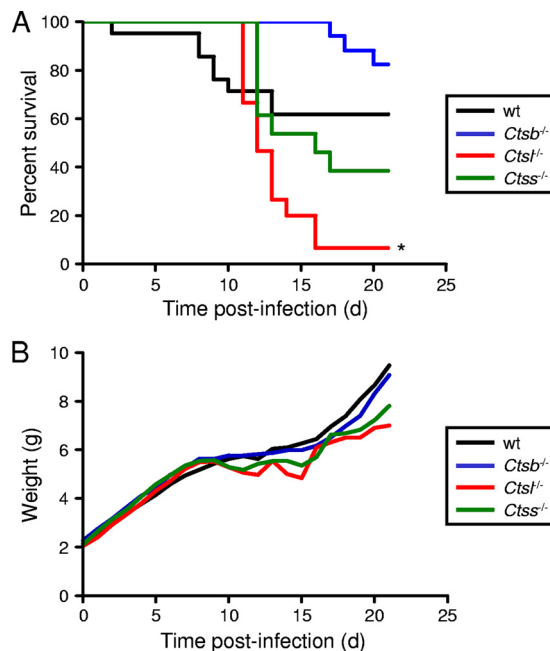 A
100
80
60
40
20
0
Percent survival
0 5 10 15 20 25
Time post-infection (d)
*
wt
Ctsb-/-
Ctsl-/-
Ctss-/-
B
10
8
6
4
2
0
Weight (g)
0 5 10 15 20 25
Time post-infection (d)
wt
Ctsb-/-
Ctsl-/-
Ctss-/-